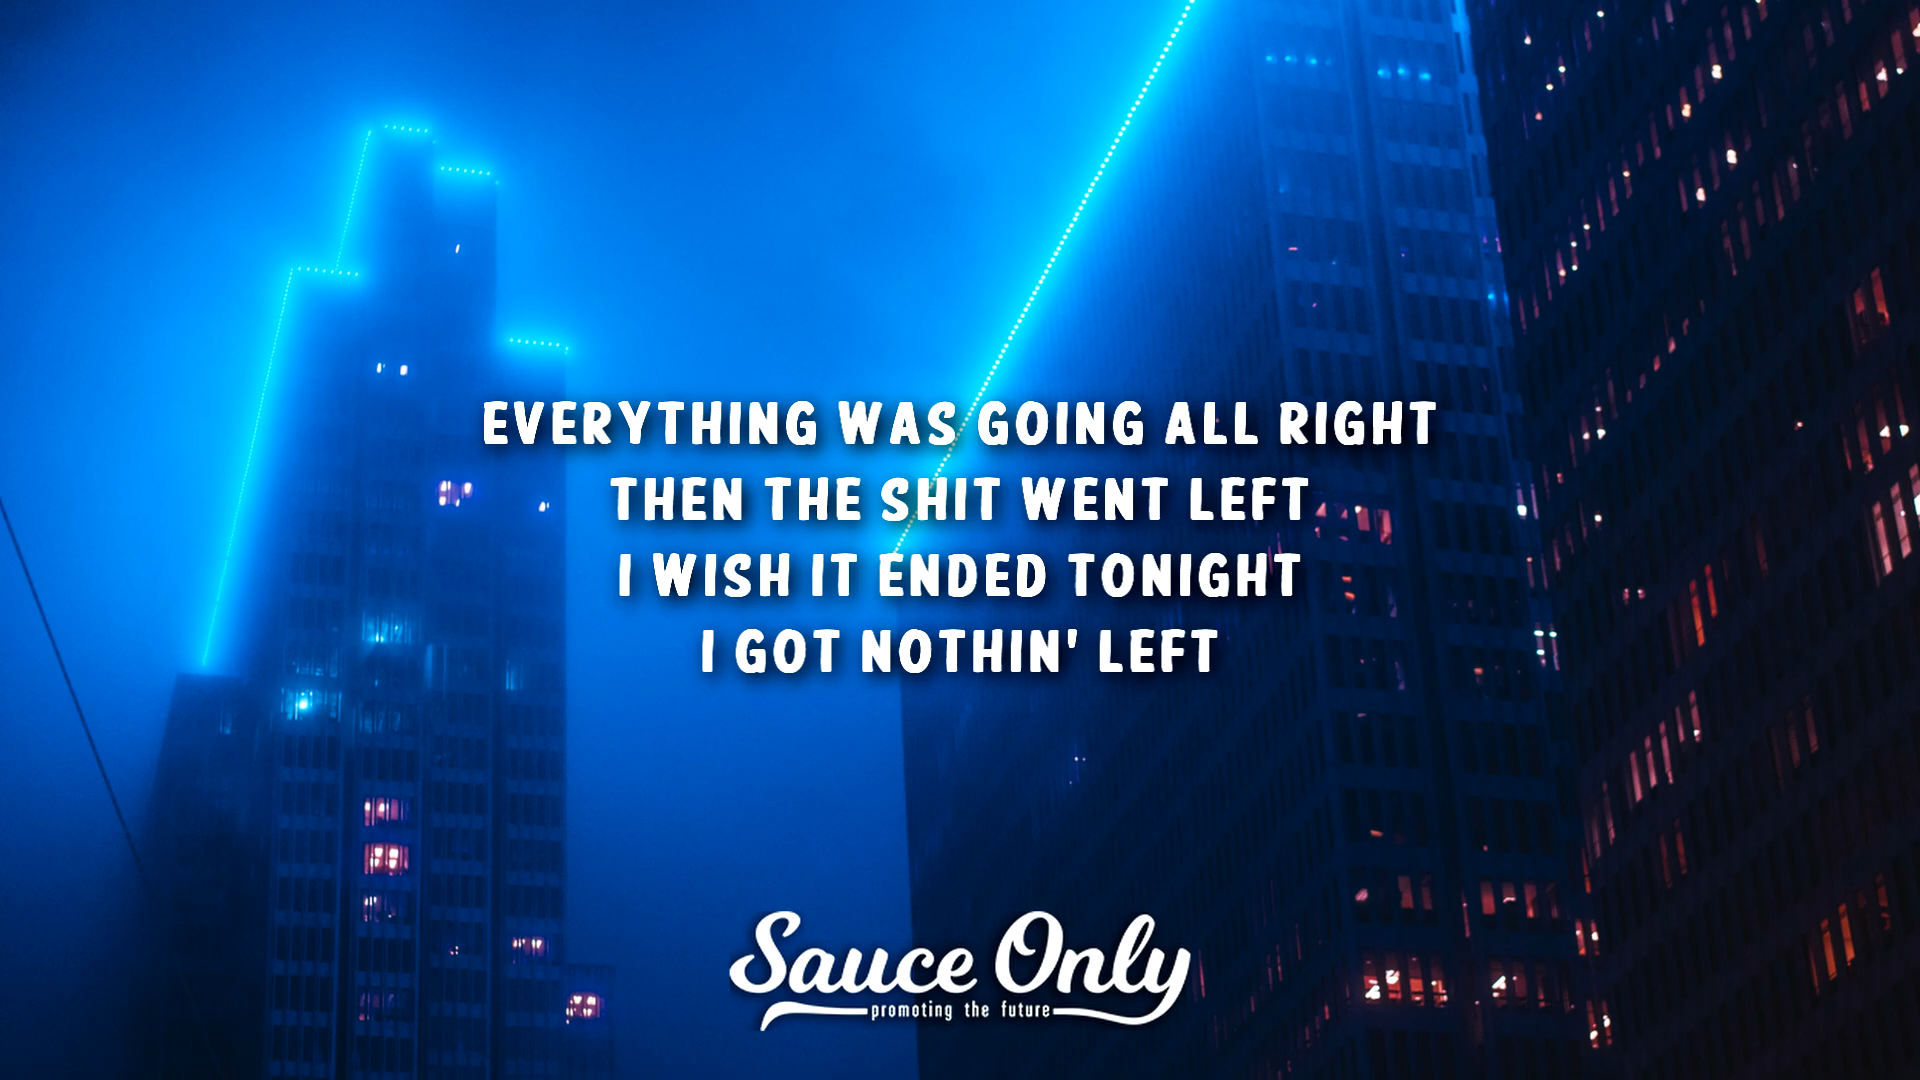 EVERYTHING WAS GOING ALL RIGHT
THEN THE SHIT WENT LEFT
I WISH IT ENDED TONIGHT
I GOT NOTHIN' LEFT
Sauce Only
promoting the future